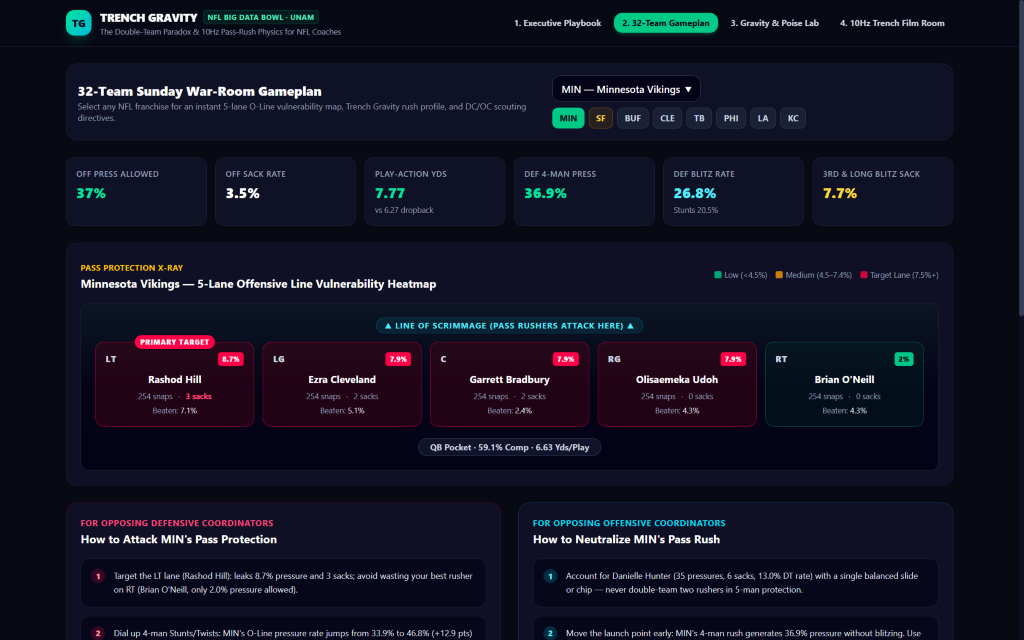 TG
TRENCH GRAVITY
NFL BIG DATA BOWL · UNAM
The Double-Team Paradox & 10Hz Pass-Rush Physics for NFL Coaches
1. Executive Playbook
2. 32-Team Gameplan
3. Gravity & Poise Lab
4. 10Hz Trench Film Room
32-Team Sunday War-Room Gameplan
Select any NFL franchise for an instant 5-lane O-Line vulnerability map, Trench Gravity rush profile, and DC/OC scouting
directives.
MIN — Minnesota Vikings ▼
MIN
SF
BUF
CLE
TB
PHI
LA
KC
OFF PRESS ALLOWED
37%
OFF SACK RATE
3.5%
PLAY-ACTION YDS
7.77
vs 6.27 dropback
DEF 4-MAN PRESS
36.9%
DEF BLITZ RATE
26.8%
Stunts 20.5%
3RD & LONG BLITZ SACK
7.7%
PASS PROTECTION X-RAY
Minnesota Vikings — 5-Lane Offensive Line Vulnerability Heatmap
Low (<4.5%)
Medium (4.5–7.4%)
Target Lane (7.5%+)
▲ LINE OF SCRIMMAGE (PASS RUSHERS ATTACK HERE) ▲
PRIMARY TARGET
LT
8.7%
Rashod Hill
254 snaps · 3 sacks
Beaten: 7.1%
LG
7.9%
Ezra Cleveland
254 snaps · 2 sacks
Beaten: 5.1%
C
7.9%
Garrett Bradbury
254 snaps · 2 sacks
Beaten: 2.4%
RG
7.9%
Olisaemeka Udoh
254 snaps · 0 sacks
Beaten: 4.3%
RT
2%
Brian O'Neill
254 snaps · 0 sacks
Beaten: 4.3%
QB Pocket · 59.1% Comp · 6.63 Yds/Play
FOR OPPOSING DEFENSIVE COORDINATORS
How to Attack MIN's Pass Protection
1
Target the LT lane (Rashod Hill): leaks 8.7% pressure and 3 sacks; avoid wasting your best rusher
on RT (Brian O'Neill, only 2.0% pressure allowed).
2
Dial up 4-man Stunts/Twists: MIN's O-Line pressure rate jumps from 33.9% to 46.8% (+12.9 pts)
FOR OPPOSING OFFENSIVE COORDINATORS
How to Neutralize MIN's Pass Rush
1
Account for Danielle Hunter (35 pressures, 6 sacks, 13.0% DT rate) with a single balanced slide
or chip — never double-team two rushers in 5-man protection.
2
Move the launch point early: MIN's 4-man rush generates 36.9% pressure without blitzing. Use